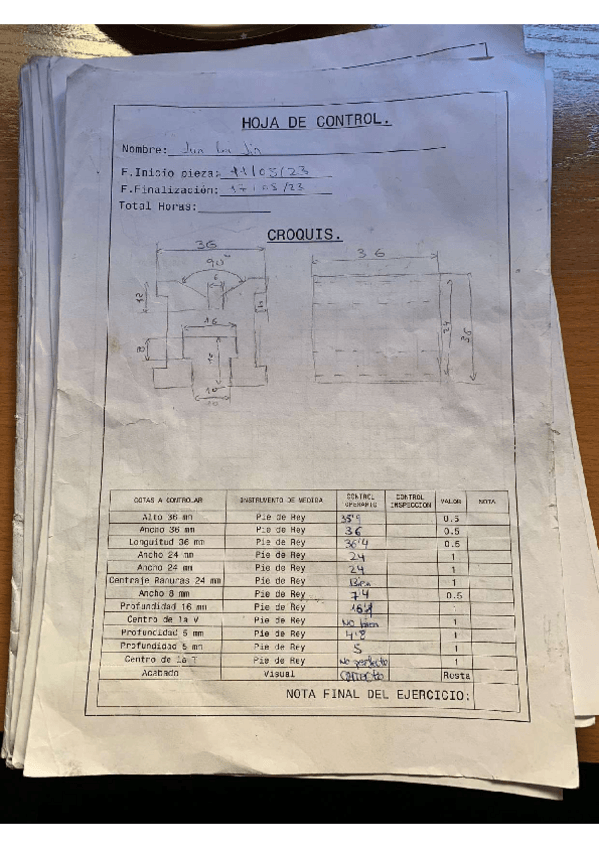 HOJA DE CONTROL.
Nombre:
F.Inicio pieza: 11/05/23
F.Finalización: 17/05/23
Total Horas:
CROQUIS.
36
36
90°
6
12
16
8
24
36
10
COTAS A CONTROLAR INSTRUMENTO DE MEDIDA CONTROL OPERARIO CONTROL INSPECCION VALOR NOTA
Alto 36 mm Pie de Rey 35'9 0.5
Ancho 36 mm Pie de Rey 36 0.5
Longuitud 36 mm Pie de Rey 36'4 0.5
Ancho 24 mm Pie de Rey 24 1
Ancho 24 mm Pie de Rey 24 1
Centraje Ranuras 24 mm Pie de Rey Bien 1
Ancho 8 mm Pie de Rey 7'4 0.5
Profundidad 16 mm Pie de Rey 1
Centro de la V Pie de Rey No bien 1
Profundidad 5 mm Pie de Rey 4'8 1
Profundidad 5 mm Pie de Rey 5 1
Centro de la T Pie de Rey No perfecto 1
Acabado Visual correcto Resta
NOTA FINAL DEL EJERCICIO: